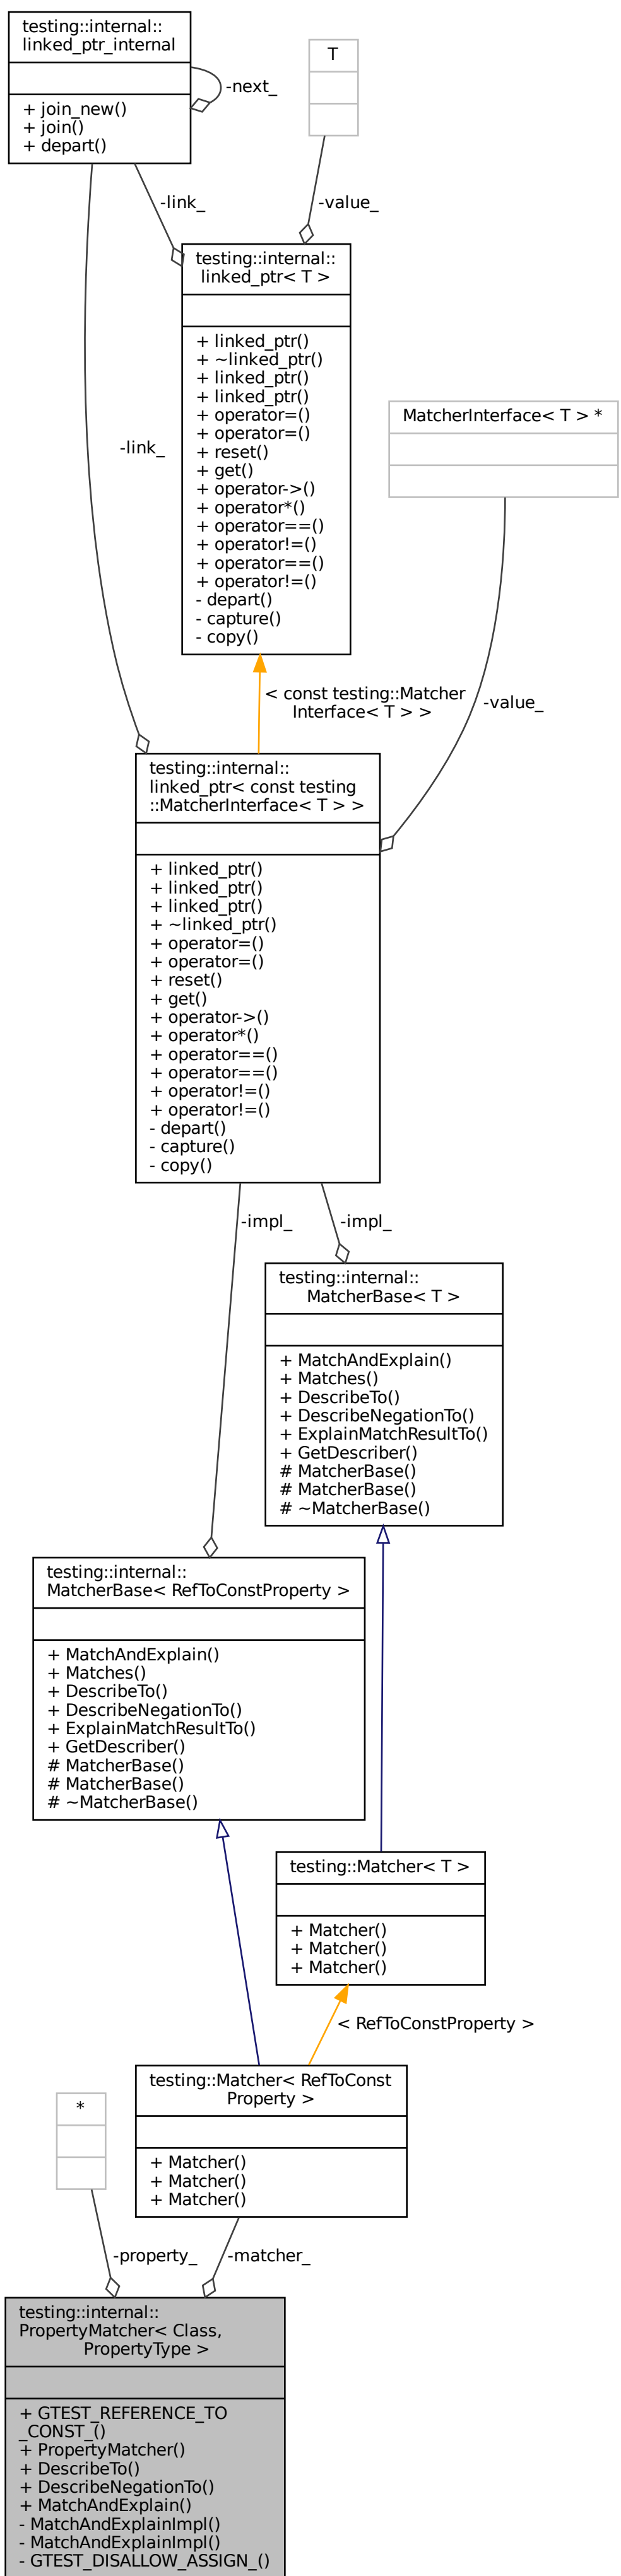 testing::internal::
linked_ptr_internal
+ join_new()
+ join()
+ depart()
-next_
T
-link_
-value_
testing::internal::
linked_ptr< T >
+ linked_ptr()
+ ~linked_ptr()
+ linked_ptr()
+ linked_ptr()
+ operator=()
+ operator=()
+ reset()
+ get()
+ operator->()
+ operator*()
+ operator==()
+ operator!=()
+ operator==()
+ operator!=()
- depart()
- capture()
- copy()
MatcherInterface< T > *
-link_
< const testing::Matcher
Interface< T > >
-value_
testing::internal::
linked_ptr< const testing
::MatcherInterface< T > >
+ linked_ptr()
+ linked_ptr()
+ linked_ptr()
+ ~linked_ptr()
+ operator=()
+ operator=()
+ reset()
+ get()
+ operator->()
+ operator*()
+ operator==()
+ operator==()
+ operator!=()
+ operator!=()
- depart()
- capture()
- copy()
-impl_
-impl_
testing::internal::
MatcherBase< T >
+ MatchAndExplain()
+ Matches()
+ DescribeTo()
+ DescribeNegationTo()
+ ExplainMatchResultTo()
+ GetDescriber()
# MatcherBase()
# MatcherBase()
# ~MatcherBase()
testing::internal::
MatcherBase< RefToConstProperty >
+ MatchAndExplain()
+ Matches()
+ DescribeTo()
+ DescribeNegationTo()
+ ExplainMatchResultTo()
+ GetDescriber()
# MatcherBase()
# MatcherBase()
# ~MatcherBase()
testing::Matcher< T >
+ Matcher()
+ Matcher()
+ Matcher()
< RefToConstProperty >
testing::Matcher< RefToConst
Property >
+ Matcher()
+ Matcher()
+ Matcher()
*
-property_
-matcher_
testing::internal::
PropertyMatcher< Class,
PropertyType >
+ GTEST_REFERENCE_TO
_CONST_()
+ PropertyMatcher()
+ DescribeTo()
+ DescribeNegationTo()
+ MatchAndExplain()
- MatchAndExplainImpl()
- MatchAndExplainImpl()
- GTEST_DISALLOW_ASSIGN_()